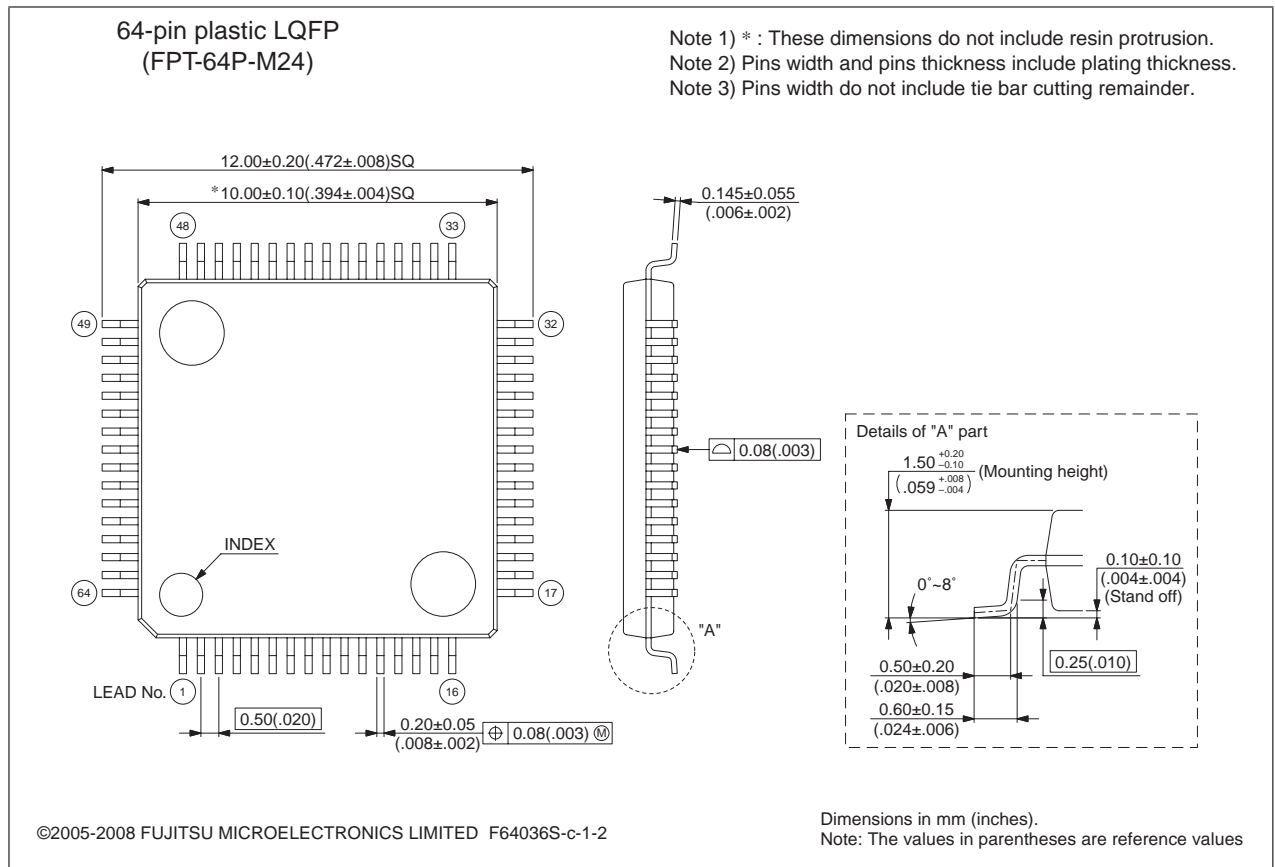 64-pin plastic LQFP
(FPT-64P-M24)
Note 1) * : These dimensions do not include resin protrusion.
Note 2) Pins width and pins thickness include plating thickness.
Note 3) Pins width do not include tie bar cutting remainder.
12.00±0.20(.472±.008)SQ
*10.00±0.10(.394±.004)SQ
0.145±0.055
(.006±.002)
48
33
49
32
0.08(.003)
Details of "A" part
1.50 +0.20 −0.10 (Mounting height)
(.059 +.008 −.004)
0.10±0.10
(.004±.004)
(Stand off)
0˚~8˚
0.25(.010)
0.50±0.20
(.020±.008)
0.60±0.15
(.024±.006)
INDEX
64
17
"A"
LEAD No. 1
16
0.50(.020)
0.20±0.05
(.008±.002)
⌖ 0.08(.003) Ⓜ
©2005-2008 FUJITSU MICROELECTRONICS LIMITED F64036S-c-1-2
Dimensions in mm (inches).
Note: The values in parentheses are reference values